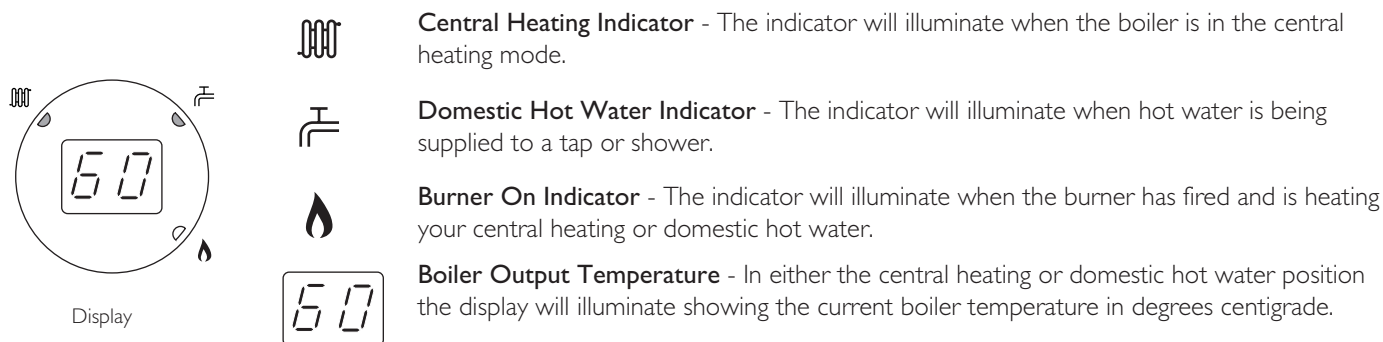 Central Heating Indicator - The indicator will illuminate when the boiler is in the central
heating mode.
Domestic Hot Water Indicator - The indicator will illuminate when hot water is being
supplied to a tap or shower.
60
Burner On Indicator - The indicator will illuminate when the burner has fired and is heating
your central heating or domestic hot water.
Display
60
Boiler Output Temperature - In either the central heating or domestic hot water position
the display will illuminate showing the current boiler temperature in degrees centigrade.